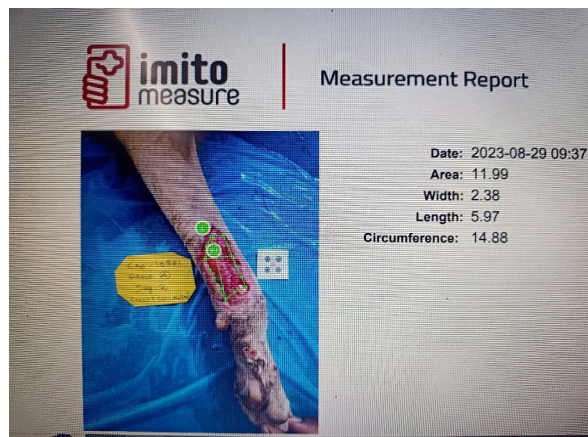 imito
measure
Measurement Report
Date: 2023-08-29 09:37
Area: 11.99
Width: 2.38
Length: 5.97
Circumference: 14.88